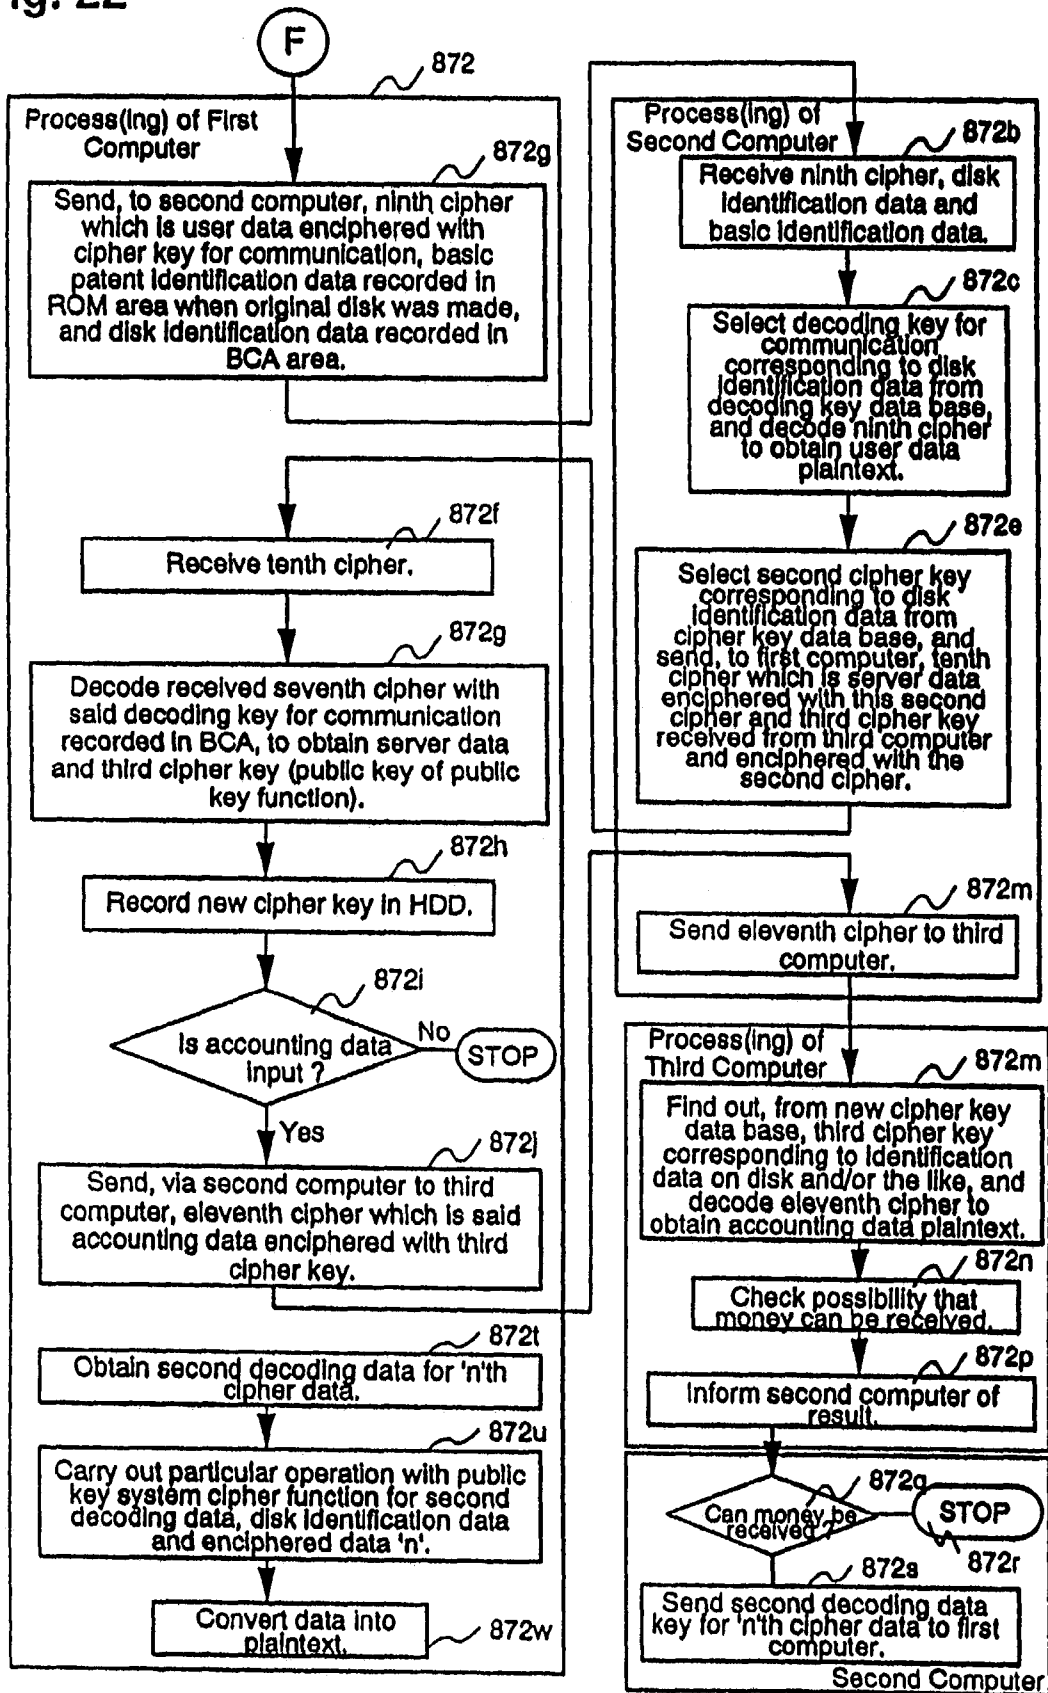 ig. 22
F
872
Process(ing) of First
Computer
872g
Send, to second computer, ninth cipher
which is user data enciphered with
cipher key for communication, basic
patent identification data recorded in
ROM area when original disk was made,
and disk identification data recorded in
BCA area.
872f
Receive tenth cipher.
872g
Decode received seventh cipher with
said decoding key for communication
recorded in BCA, to obtain server data
and third cipher key (public key of public
key function).
872h
Record new cipher key in HDD.
872i
Is accounting data
input ?
No
STOP
Yes
872j
Send, via second computer to third
computer, eleventh cipher which is said
accounting data enciphered with third
cipher key.
872t
Obtain second decoding data for 'n'th
cipher data.
872u
Carry out particular operation with public
key system cipher function for second
decoding data, disk identification data
and enciphered data 'n'.
Convert data into
plaintext.
872w
Process(ing) of
Second Computer
872b
Receive ninth cipher, disk
identification data and
basic identification data.
872c
Select decoding key for
communication
corresponding to disk
identification data from
decoding key data base,
and decode ninth cipher
to obtain user data
plaintext.
872e
Select second cipher key
corresponding to disk
identification data from
cipher key data base, and
send, to first computer, tenth
cipher which is server data
enciphered with this second
cipher and third cipher key
received from third computer
and enciphered with the
second cipher.
872m
Send eleventh cipher to third
computer.
Process(ing) of
Third Computer
872m
Find out, from new cipher key
data base, third cipher key
corresponding to identification
data on disk and/or the like, and
decode eleventh cipher to
obtain accounting data plaintext.
872n
Check possibility that
money can be received.
872p
Inform second computer of
result.
872q
Can money be
received ?
STOP
872r
872s
Send second decoding data
key for 'n'th cipher data to first
computer.
Second Computer